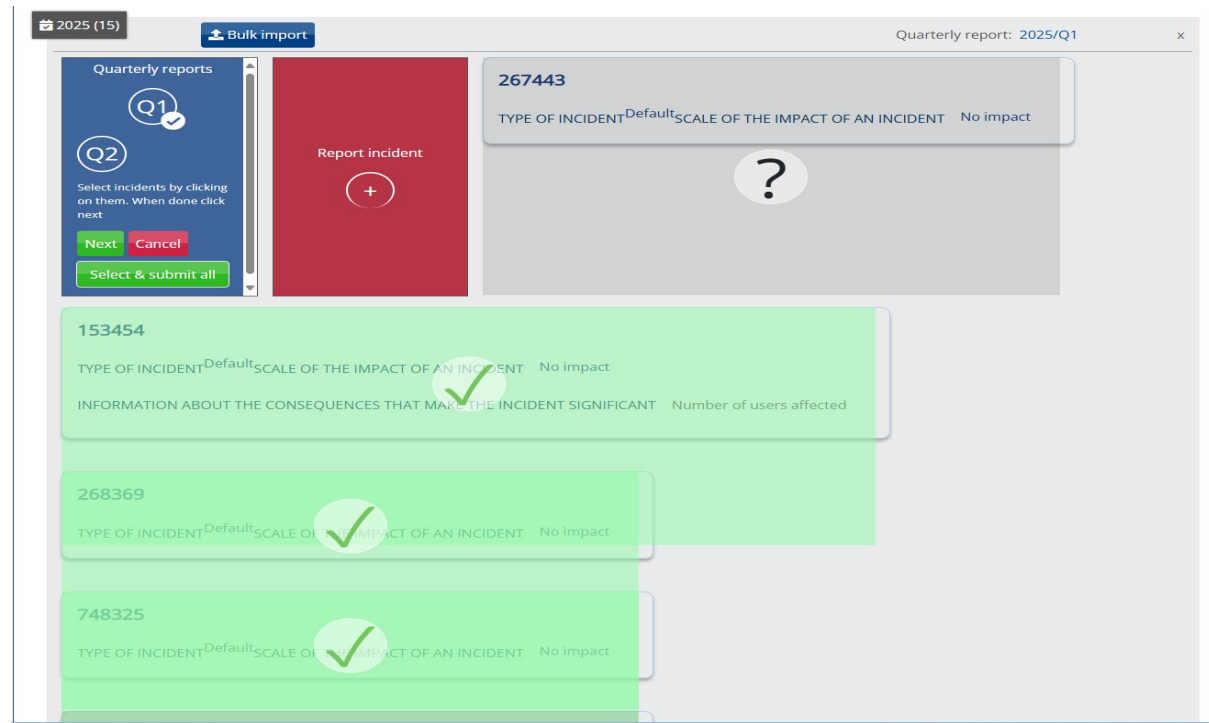 2025 (15)
Bulk import
Quarterly report: 2025/Q1
x
Quarterly reports
Q1
Q2
Select incidents by clicking
on them. When done click
next
Next Cancel
Select & submit all
Report incident
+
267443
TYPE OF INCIDENT Default SCALE OF THE IMPACT OF AN INCIDENT No impact
?
153454
TYPE OF INCIDENT Default SCALE OF THE IMPACT OF AN INCIDENT No impact
INFORMATION ABOUT THE CONSEQUENCES THAT MAKE THE INCIDENT SIGNIFICANT Number of users affected
268369
TYPE OF INCIDENT Default SCALE OF THE IMPACT OF AN INCIDENT No impact
748325
TYPE OF INCIDENT Default SCALE OF THE IMPACT OF AN INCIDENT No impact